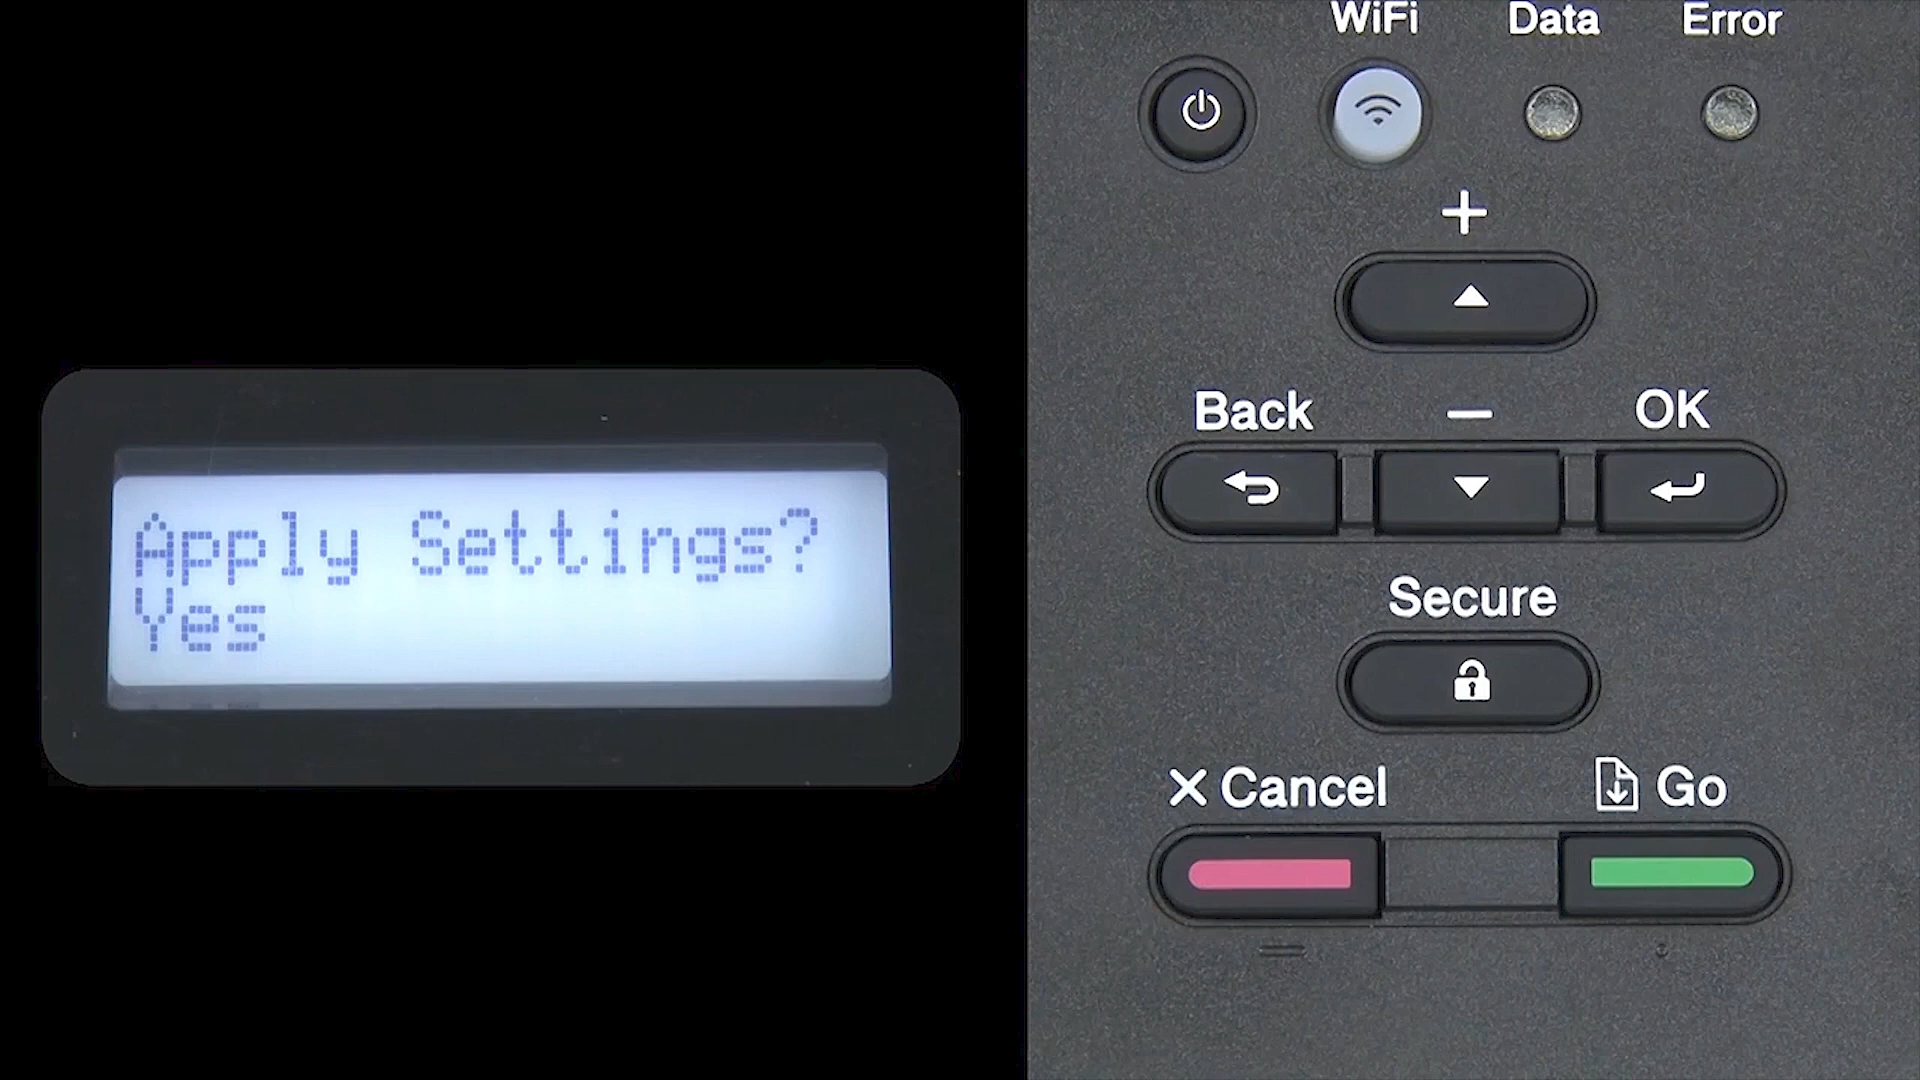 Apply Settings?
Yes
WiFi Data Error
+
Back – OK
Secure
X Cancel Go